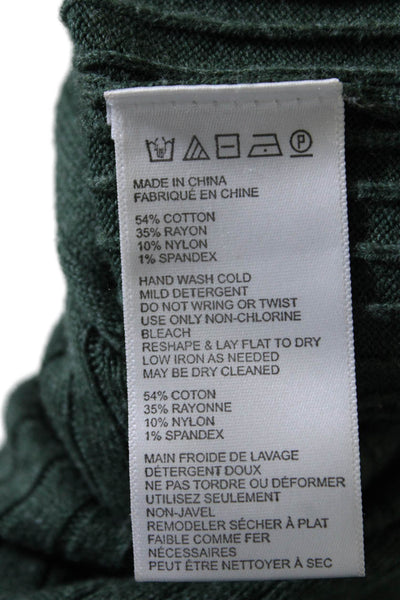 MADE IN CHINA
FABRIQUÉ EN CHINE
54% COTTON
35% RAYON
10% NYLON
1% SPANDEX
HAND WASH COLD
MILD DETERGENT
DO NOT WRING OR TWIST
USE ONLY NON-CHLORINE
BLEACH
RESHAPE & LAY FLAT TO DRY
LOW IRON AS NEEDED
MAY BE DRY CLEANED
54% COTTON
35% RAYONNE
10% NYLON
1% SPANDEX
MAIN FROIDE DE LAVAGE
DÉTERGENT DOUX
NE PAS TORDU OU DÉFORMER
UTILISEZ SEULEMENT
NON-JAVEL
REMODELER SÉCHER À PLAT
FAIBLE COMME FER
NÉCESSAIRES
PEUT ÊTRE NETTOYER À SEC